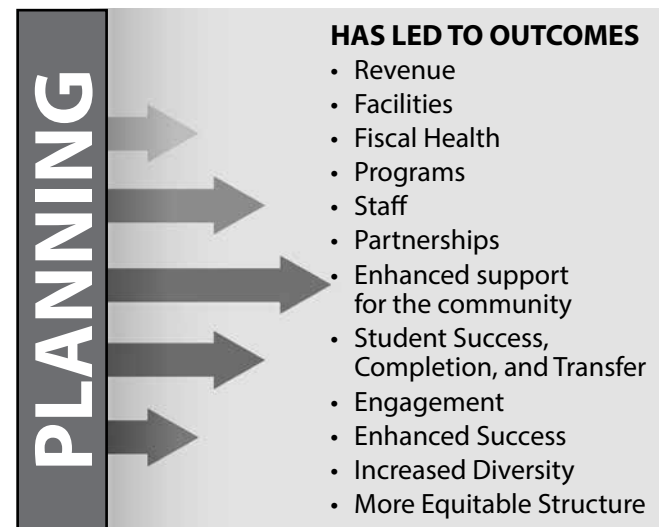 PLANNING
HAS LED TO OUTCOMES
• Revenue
• Facilities
• Fiscal Health
• Programs
• Staff
• Partnerships
• Enhanced support
for the community
• Student Success,
Completion, and Transfer
• Engagement
• Enhanced Success
• Increased Diversity
• More Equitable Structure